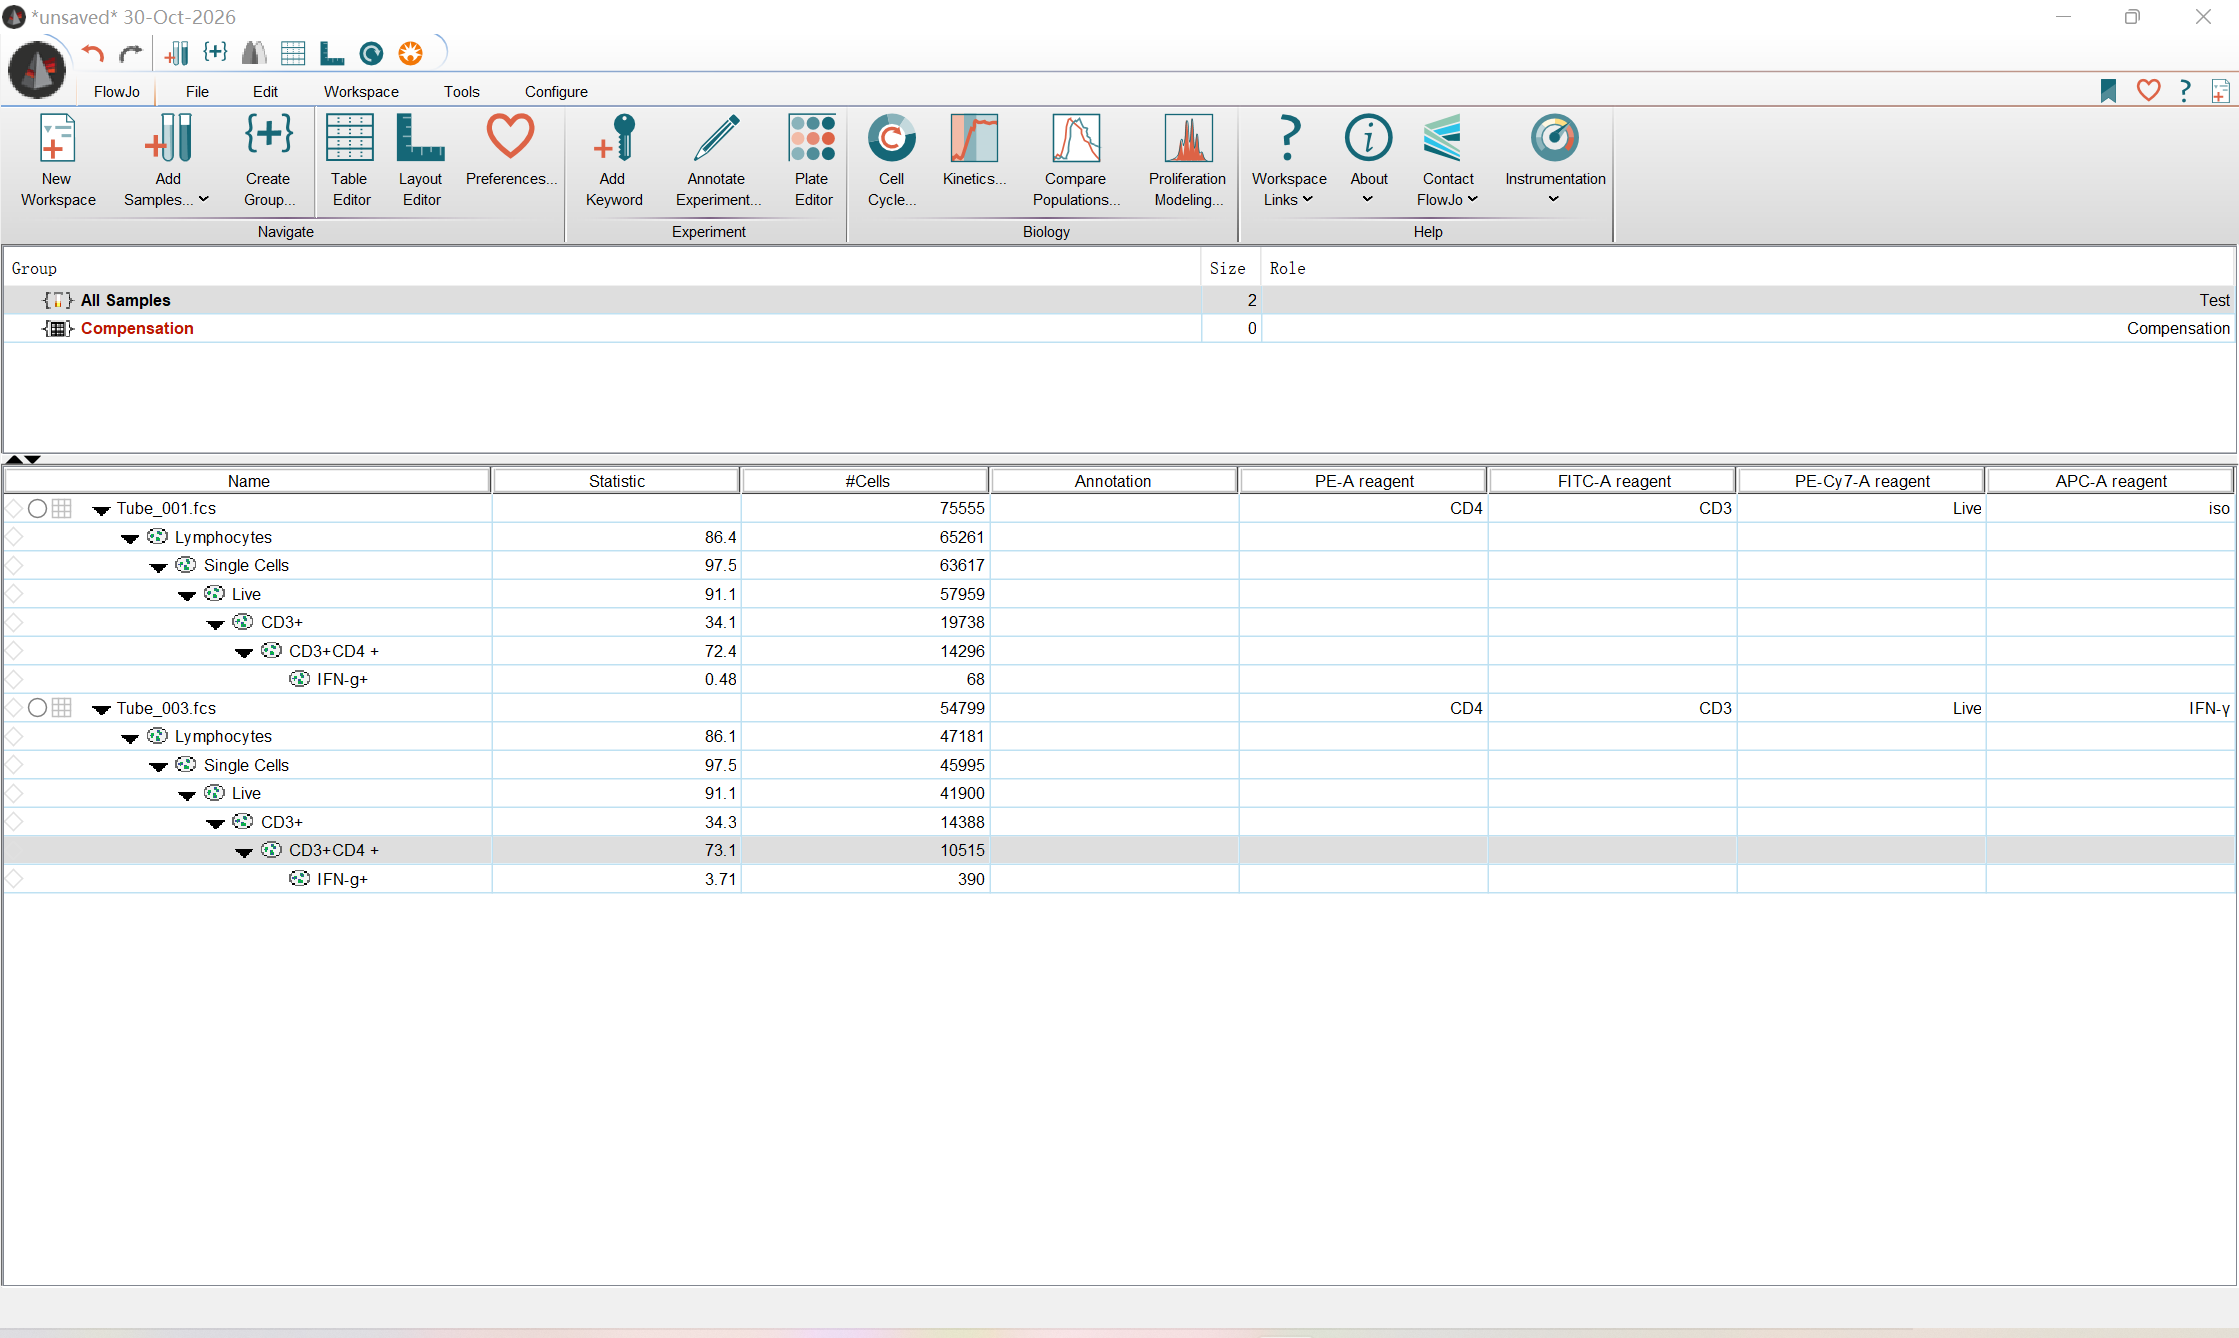 *unsaved* 30-Oct-2026
FlowJo File Edit Workspace Tools Configure
New Workspace
Add Samples...
Create Group...
Table Editor
Layout Editor
Preferences...
Add Keyword
Annotate Experiment...
Plate Editor
Cell Cycle...
Kinetics...
Compare Populations...
Proliferation Modeling...
Workspace Links
About
Contact FlowJo
Instrumentation
Navigate Experiment Biology Help
Group Size Role
All Samples 2 Test
Compensation 0 Compensation
Name Statistic #Cells Annotation PE-A reagent FITC-A reagent PE-Cy7-A reagent APC-A reagent
Tube_001.fcs 75555 CD4 CD3 Live iso
Lymphocytes 86.4 65261
Single Cells 97.5 63617
Live 91.1 57959
CD3+ 34.1 19738
CD3+CD4 + 72.4 14296
IFN-g+ 0.48 68
Tube_003.fcs 54799 CD4 CD3 Live IFN-γ
Lymphocytes 86.1 47181
Single Cells 97.5 45995
Live 91.1 41900
CD3+ 34.3 14388
CD3+CD4 + 73.1 10515
IFN-g+ 3.71 390